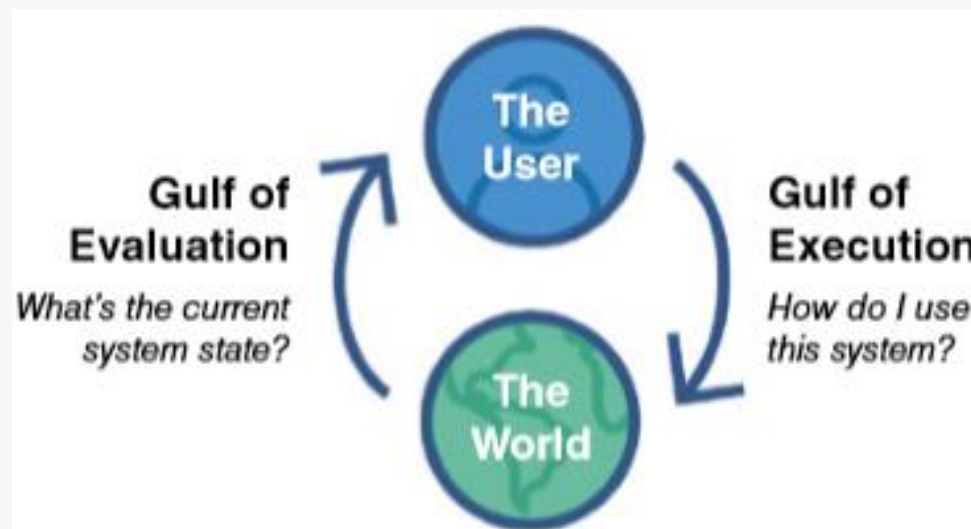 The
User
Gulf of
Evaluation
What's the current
system state?
Gulf of
Execution
How do I use
this system?
The
World